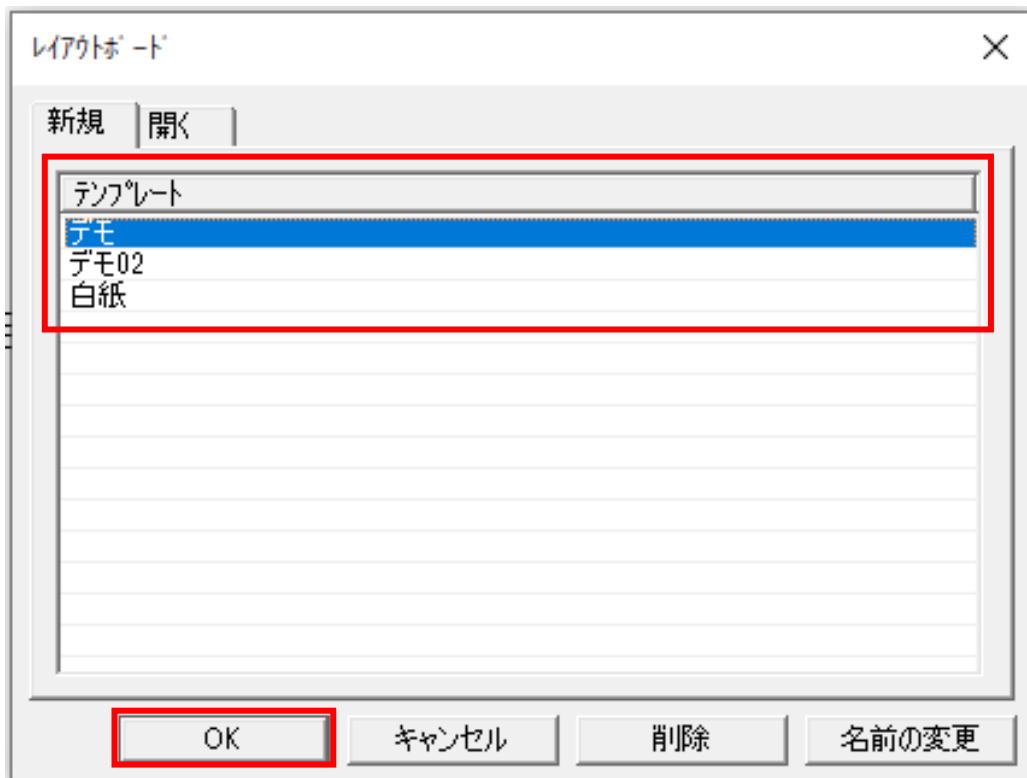 レイアウトボード
新規 開く
テンプレート
デモ
デモ02
白紙
OK キャンセル 削除 名前の変更